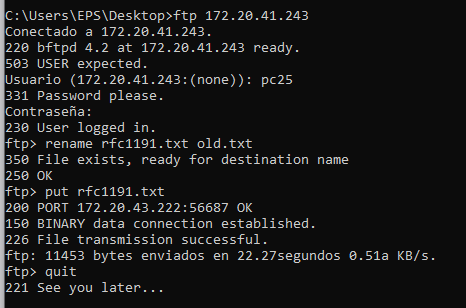 C:\Users\EPS\Desktop>ftp 172.20.41.243
Conectado a 172.20.41.243.
220 bftpd 4.2 at 172.20.41.243 ready.
503 USER expected.
Usuario (172.20.41.243:(none)): pc25
331 Password please.
Contraseña:
230 User logged in.
ftp> rename rfc1191.txt old.txt
350 File exists, ready for destination name
250 OK
ftp> put rfc1191.txt
200 PORT 172.20.43.222:56687 OK
150 BINARY data connection established.
226 File transmission successful.
ftp: 11453 bytes enviados en 22.27segundos 0.51a KB/s.
ftp> quit
221 See you later...